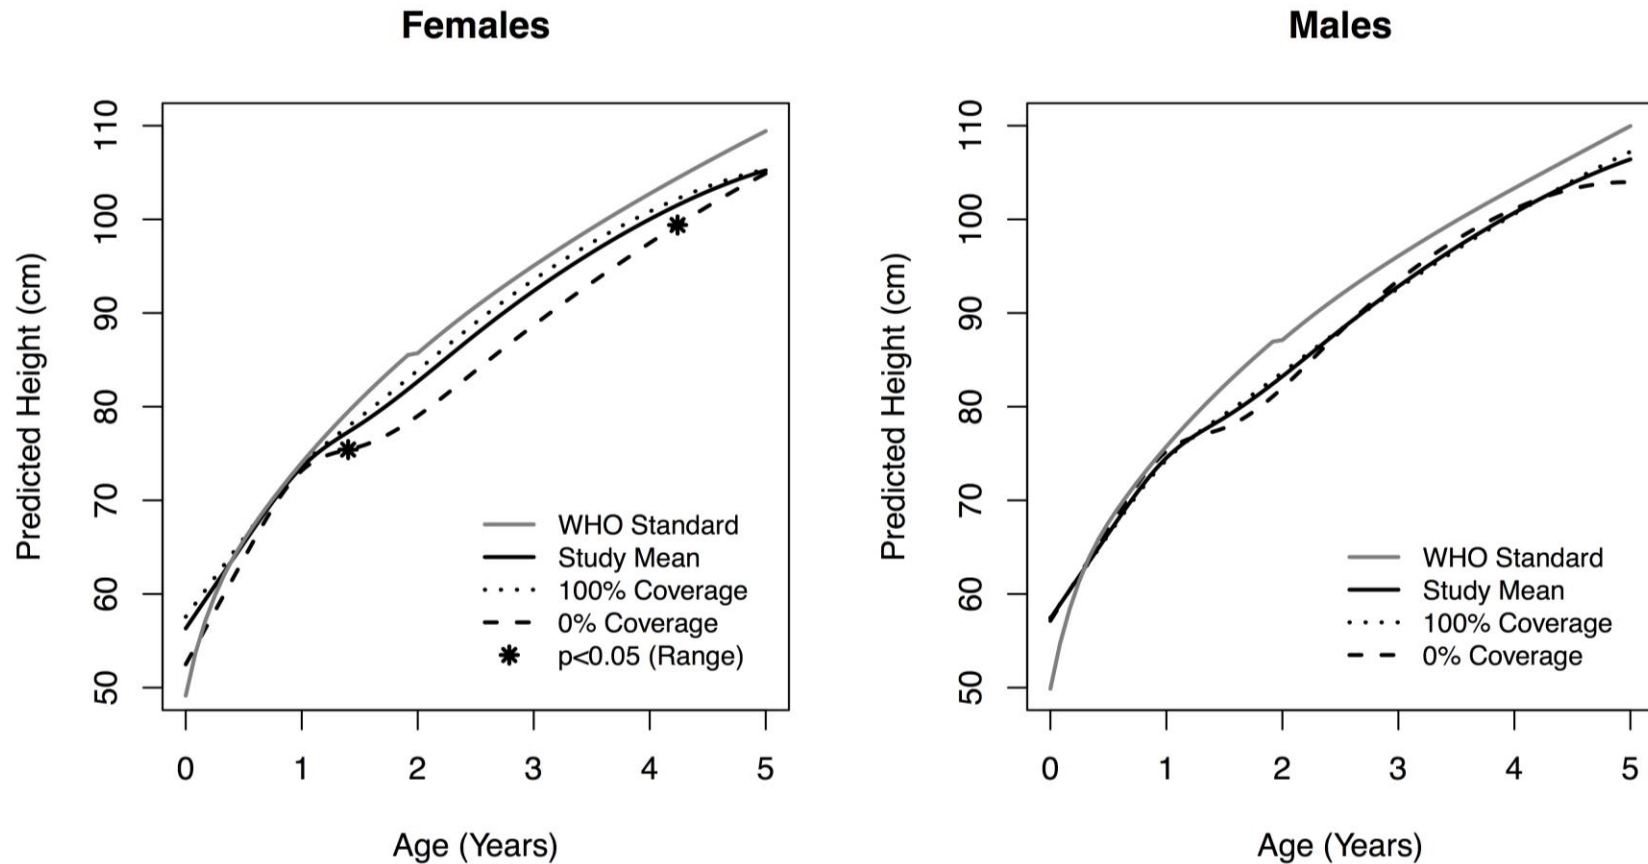 Females
Predicted Height (cm)
110
100
90
80
70
60
50
WHO Standard
Study Mean
100% Coverage
0% Coverage
p<0.05 (Range)
0 1 2 3 4 5
Age (Years)
Males
Predicted Height (cm)
110
100
90
80
70
60
50
WHO Standard
Study Mean
100% Coverage
0% Coverage
0 1 2 3 4 5
Age (Years)